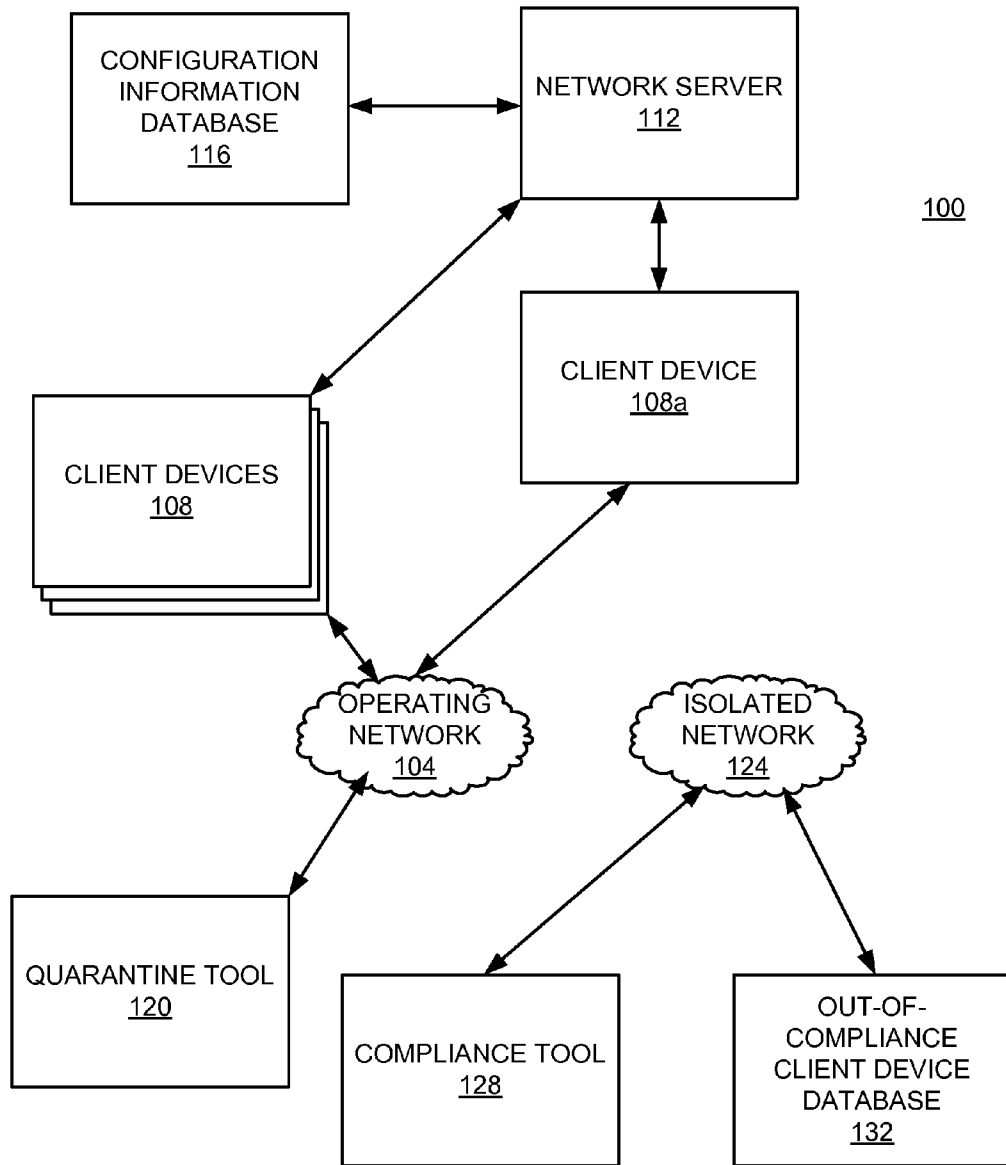 CONFIGURATION
INFORMATION
DATABASE
116
NETWORK SERVER
112
100
CLIENT DEVICE
108a
CLIENT DEVICES
108
OPERATING
NETWORK
104
ISOLATED
NETWORK
124
QUARANTINE TOOL
120
COMPLIANCE TOOL
128
OUT-OF-
COMPLIANCE
CLIENT DEVICE
DATABASE
132